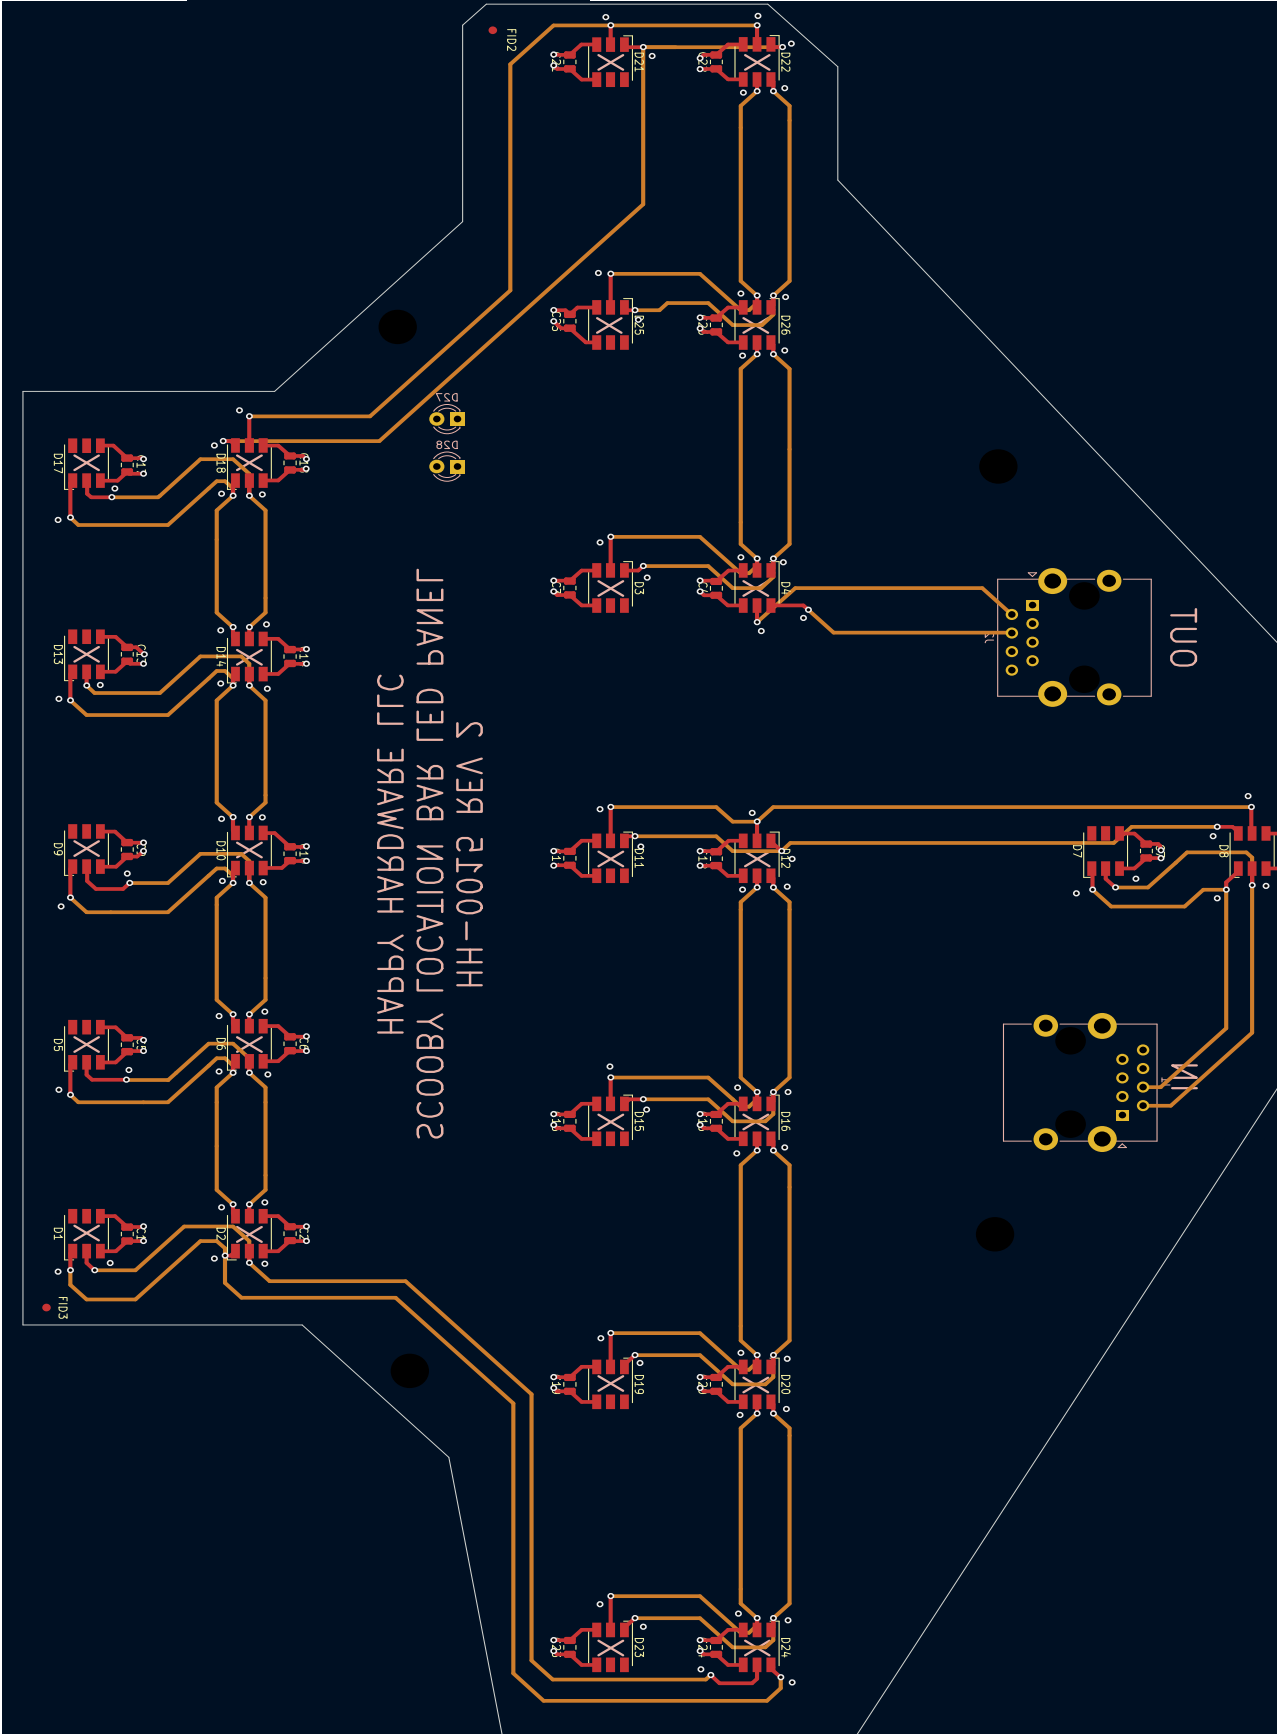 FID2
D21
D22
D25
D26
D27
D28
D17
D18
D3
D4
OUT
D13
D14
HAPPY HARDWARE LLC
SCOOBY LOCATION BAR LED PANEL
HH-0015 REV 2
D9
D10
D11
D12
D7
D8
D5
D6
IN
D15
D16
D1
D2
FID3
D19
D20
D23
D24